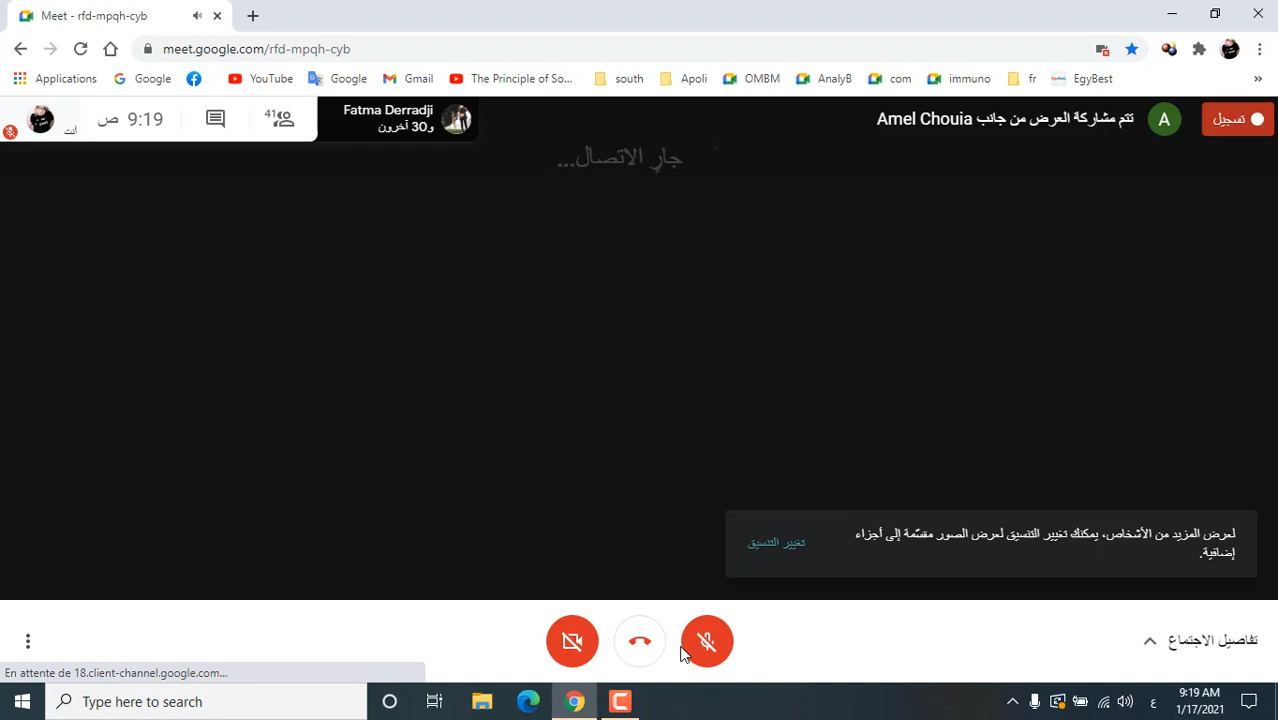 Meet - rfd-mpqh-cyb
meet.google.com/rfd-mpqh-cyb
Applications Google YouTube Google Gmail The Principle of So... south Apoli OMBM AnalyB com immuno fr EgyBest »
أنت
9:19 ص
41
Fatma Derradji
و30 آخرون
تتم مشاركة العرض من جانب Amel Chouia
A
تسجيل
جارٍ الاتصال...
لعرض المزيد من الأشخاص، يمكنك تغيير التنسيق لعرض الصور مقسّمة إلى أجزاء
إضافية.
تغيير التنسيق
تفاصيل الاجتماع
En attente de 18.client-channel.google.com...
Type here to search
ع
9:19 AM
1/17/2021